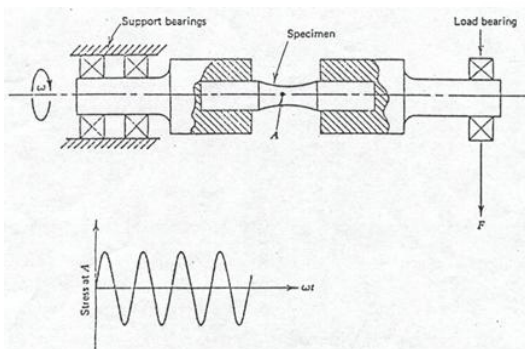 Support bearings
Load bearing
Specimen
ω
A
F
Stress at A
ωt